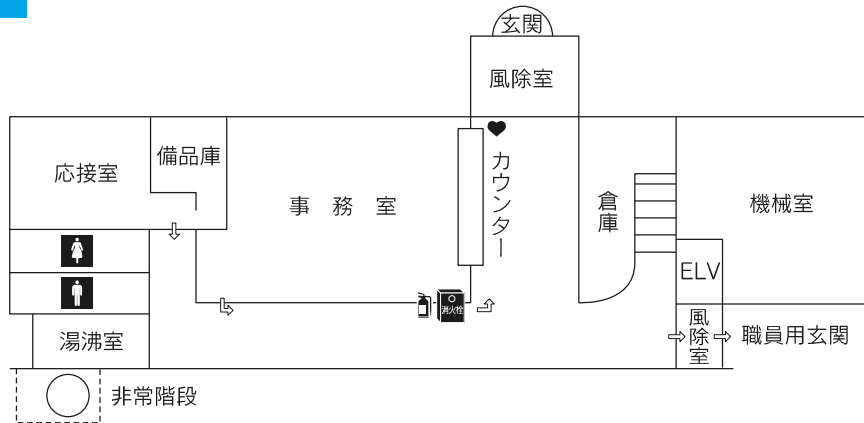 玄関
風除室
応接室
備品庫
事務室
カウンター
倉庫
機械室
ELV
消火栓
湯沸室
風除室
職員用玄関
非常階段